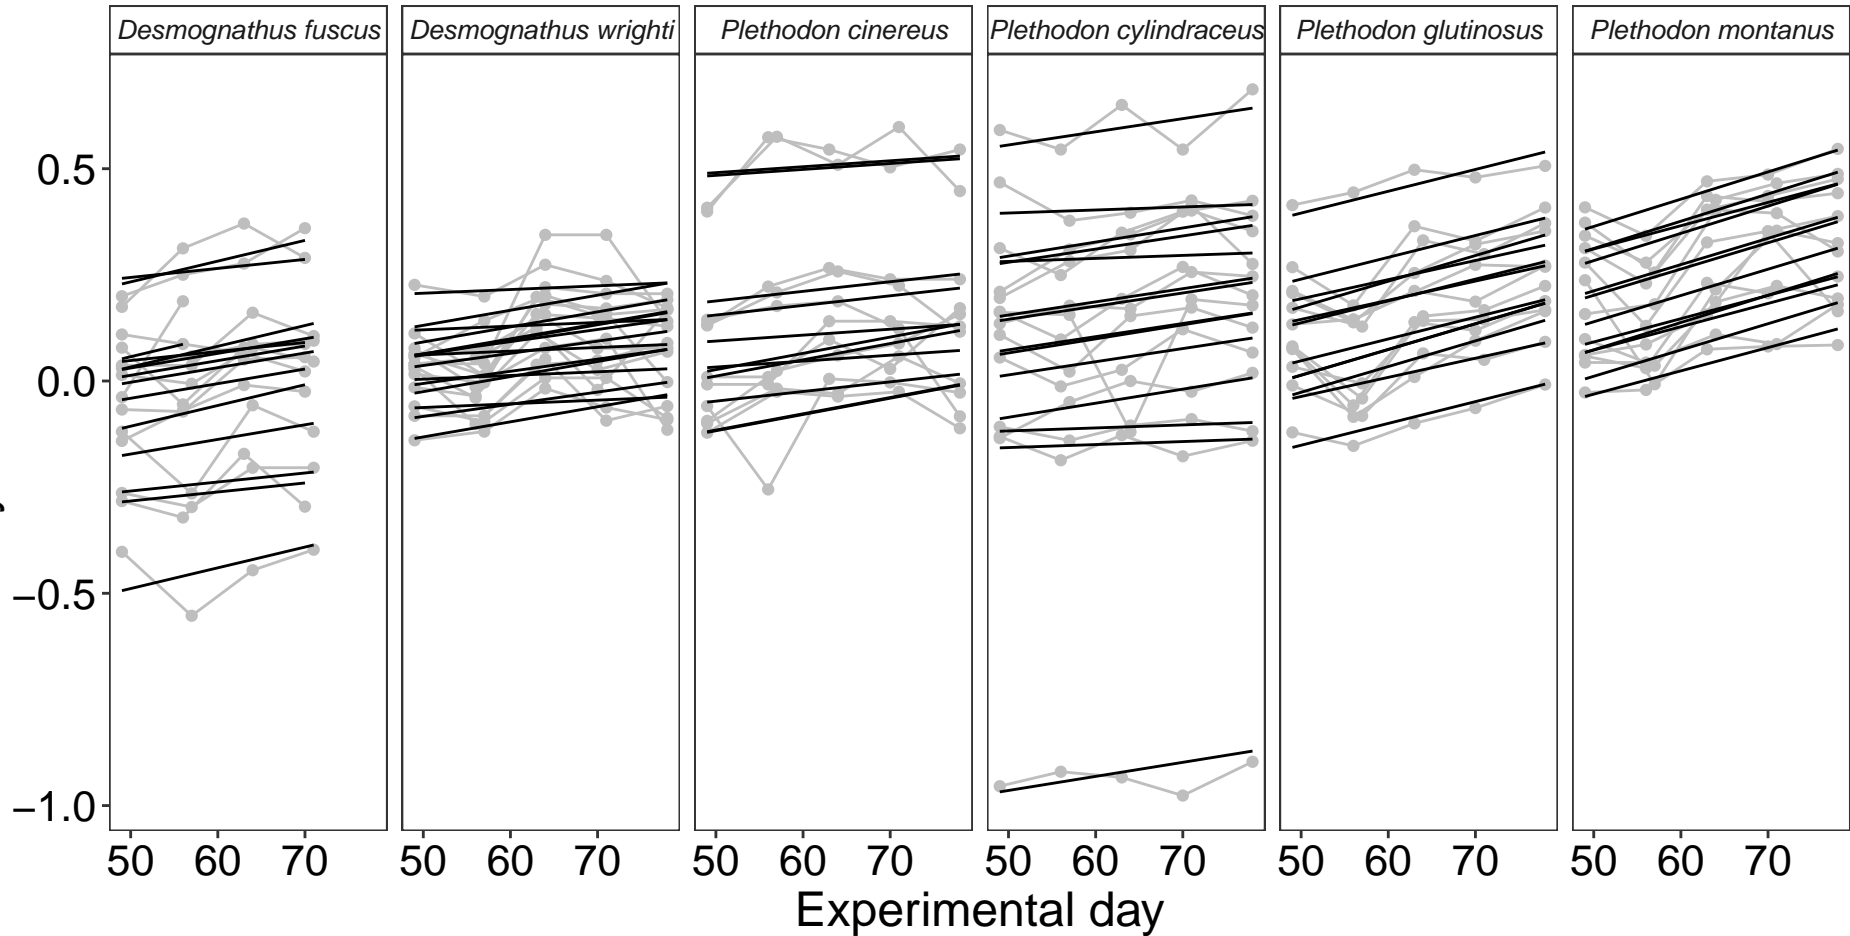 Desmognathus fuscus
Desmognathus wrighti
Plethodon cinereus
Plethodon cylindraceus
Plethodon glutinosus
Plethodon montanus
0.5
0.0
−0.5
−1.0
50 60 70 50 60 70 50 60 70 50 60 70 50 60 70 50 60 70
Experimental day